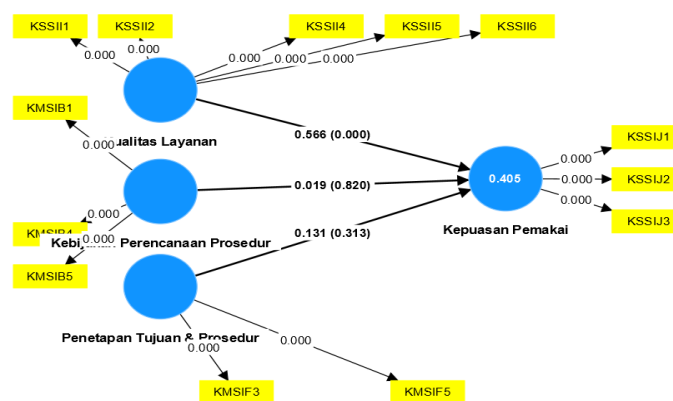 KSSII1
KSSII2
KSSII4
KSSII5
KSSII6
0.000
0.000
0.000
0.000
0.000
KMSIB1
Kualitas Layanan
0.566 (0.000)
KSSIJ1
0.000
0.000
0.019 (0.820)
0.405
0.000
KSSIJ2
0.000
KSSIJ3
0.000
KMSIB4
Perencanaan Prosedur
0.131 (0.313)
Kepuasan Pemakai
0.000
KMSIB5
Penetapan Tujuan & Prosedur
0.000
0.000
KMSIF3
KMSIF5